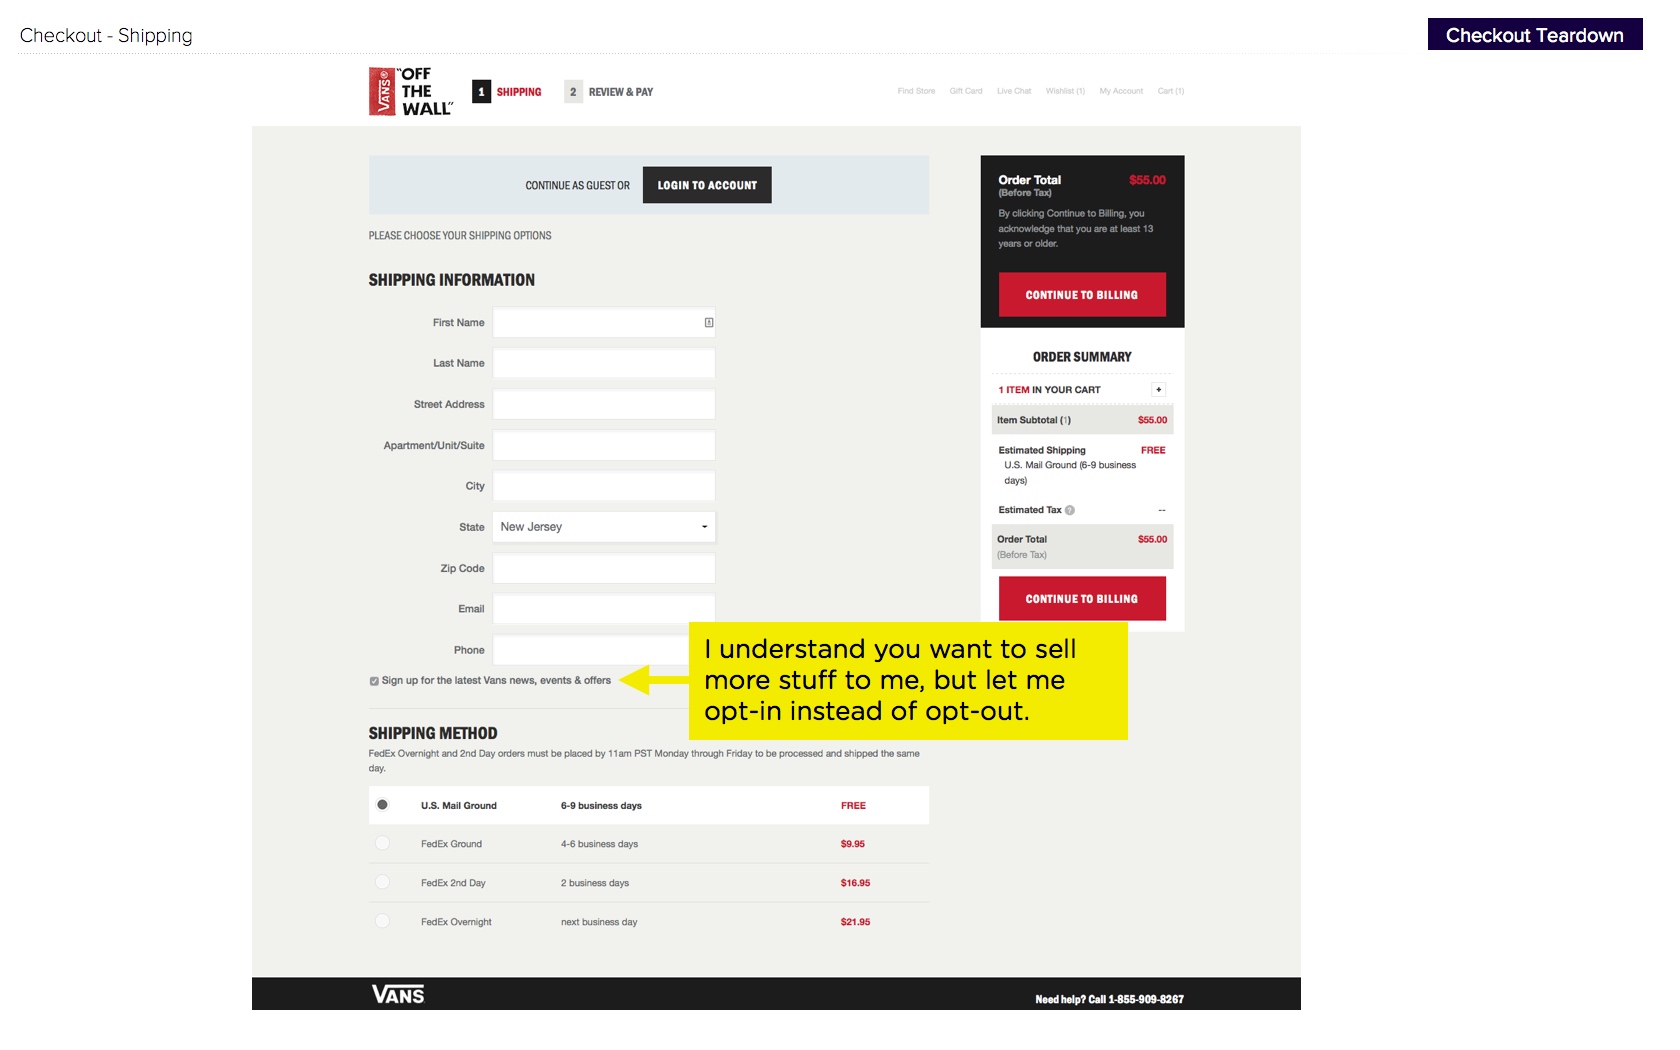 Checkout - Shipping
Checkout Teardown
VANS®
"OFF
THE
WALL"
1 SHIPPING
2 REVIEW & PAY
Find Store Gift Card Live Chat Wishlist (1) My Account Cart (1)
CONTINUE AS GUEST OR LOGIN TO ACCOUNT
PLEASE CHOOSE YOUR SHIPPING OPTIONS
SHIPPING INFORMATION
First Name
Last Name
Street Address
Apartment/Unit/Suite
City
State New Jersey
Zip Code
Email
Phone
Sign up for the latest Vans news, events & offers
I understand you want to sell
more stuff to me, but let me
opt-in instead of opt-out.
SHIPPING METHOD
FedEx Overnight and 2nd Day orders must be placed by 11am PST Monday through Friday to be processed and shipped the same
day.
U.S. Mail Ground 6-9 business days FREE
FedEx Ground 4-6 business days $9.95
FedEx 2nd Day 2 business days $16.95
FedEx Overnight next business day $21.95
Order Total $55.00
(Before Tax)
By clicking Continue to Billing, you
acknowledge that you are at least 13
years or older.
CONTINUE TO BILLING
ORDER SUMMARY
1 ITEM IN YOUR CART +
Item Subtotal (1) $55.00
Estimated Shipping FREE
U.S. Mail Ground (6-9 business
days)
Estimated Tax ? --
Order Total $55.00
(Before Tax)
CONTINUE TO BILLING
VANS
Need help? Call 1-855-909-8267